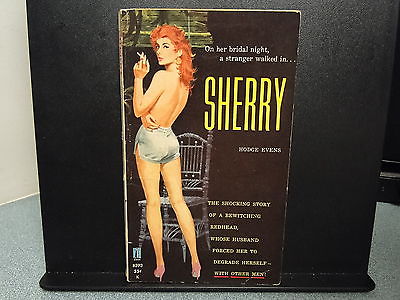 On her bridal night,
a stranger walked in...
SHERRY
HODGE EVENS
THE SHOCKING STORY
OF A BEWITCHING
REDHEAD,
WHOSE HUSBAND
FORCED HER TO
DEGRADE HERSELF—
WITH OTHER MEN!
35¢
K